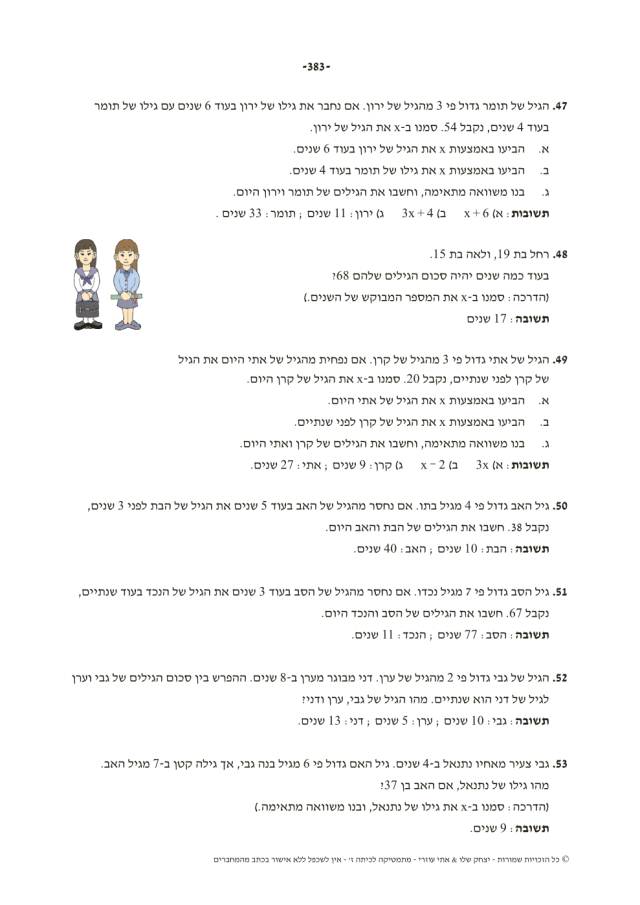 -383-
47. הגיל של תומר גדול פי 3 מהגיל של ירון. אם נחבר את גילו של ירון בעוד 6 שנים עם גילו של תומר
בעוד 4 שנים, נקבל 54. סמנו ב-x את הגיל של ירון.
א. הביעו באמצעות x את הגיל של ירון בעוד 6 שנים.
ב. הביעו באמצעות x את גילו של תומר בעוד 4 שנים.
ג. בנו משוואה מתאימה, וחשבו את הגילים של תומר וירון היום.
תשובות: א) x + 6 ב) 3x + 4 ג) ירון: 11 שנים ; תומר: 33 שנים .
48. רחל בת 19, ולאה בת 15.
בעוד כמה שנים יהיה סכום הגילים שלהם 68?
(הדרכה: סמנו ב-x את המספר המבוקש של השנים.)
תשובה: 17 שנים
49. הגיל של אתי גדול פי 3 מהגיל של קרן. אם נפחית מהגיל של אתי היום את הגיל
של קרן לפני שנתיים, נקבל 20. סמנו ב-x את הגיל של קרן היום.
א. הביעו באמצעות x את הגיל של אתי היום.
ב. הביעו באמצעות x את הגיל של קרן לפני שנתיים.
ג. בנו משוואה מתאימה, וחשבו את הגילים של קרן ואתי היום.
תשובות: א) 3x ב) x − 2 ג) קרן: 9 שנים ; אתי: 27 שנים.
50. גיל האב גדול פי 4 מגיל בתו. אם נחסר מהגיל של האב בעוד 5 שנים את הגיל של הבת לפני 3 שנים,
נקבל 38. חשבו את הגילים של הבת והאב היום.
תשובה: הבת: 10 שנים ; האב: 40 שנים.
51. גיל הסב גדול פי 7 מגיל נכדו. אם נחסר מהגיל של הסב בעוד 3 שנים את הגיל של הנכד בעוד שנתיים,
נקבל 67. חשבו את הגילים של הסב והנכד היום.
תשובה: הסב: 77 שנים ; הנכד: 11 שנים.
52. הגיל של גבי גדול פי 2 מהגיל של ערן. דני מבוגר מערן ב-8 שנים. ההפרש בין סכום הגילים של גבי וערן
לגיל של דני הוא שנתיים. מהו הגיל של גבי, ערן ודני?
תשובה: גבי: 10 שנים ; ערן: 5 שנים ; דני: 13 שנים.
53. גבי צעיר מאחיו נתנאל ב-4 שנים. גיל האם גדול פי 6 מגיל בנה גבי, אך גילה קטן ב-7 מגיל האב.
מהו גילו של נתנאל, אם האב בן 37?
(הדרכה: סמנו ב-x את גילו של נתנאל, ובנו משוואה מתאימה.)
תשובה: 9 שנים.
© כל הזכויות שמורות - יצחק שלו & אתי עוזרי - מתמטיקה לכיתה ז׳ - אין לשכפל ללא אישור בכתב מהמחברים